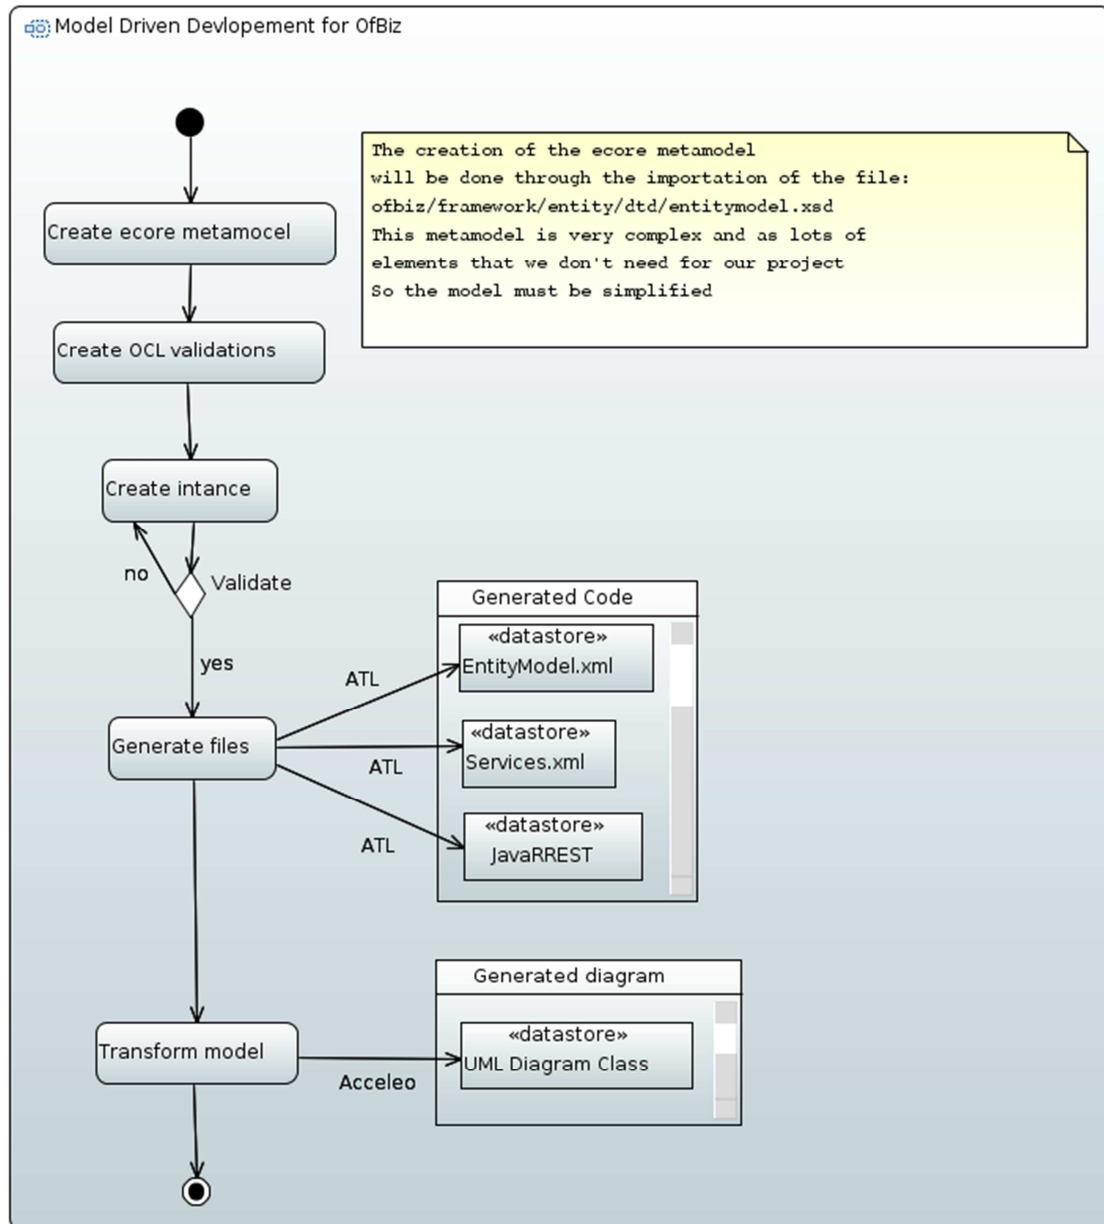 Model Driven Devlopement for OfBiz
The creation of the ecore metamodel
will be done through the importation of the file:
ofbiz/framework/entity/dtd/entitymodel.xsd
This metamodel is very complex and as lots of
elements that we don't need for our project
So the model must be simplified
Create ecore metamocel
Create OCL validations
Create intance
no
Validate
yes
Generate files
ATL
ATL
ATL
Generated Code
«datastore»
EntityModel.xml
«datastore»
Services.xml
«datastore»
JavaRREST
Transform model
Acceleo
Generated diagram
«datastore»
UML Diagram Class